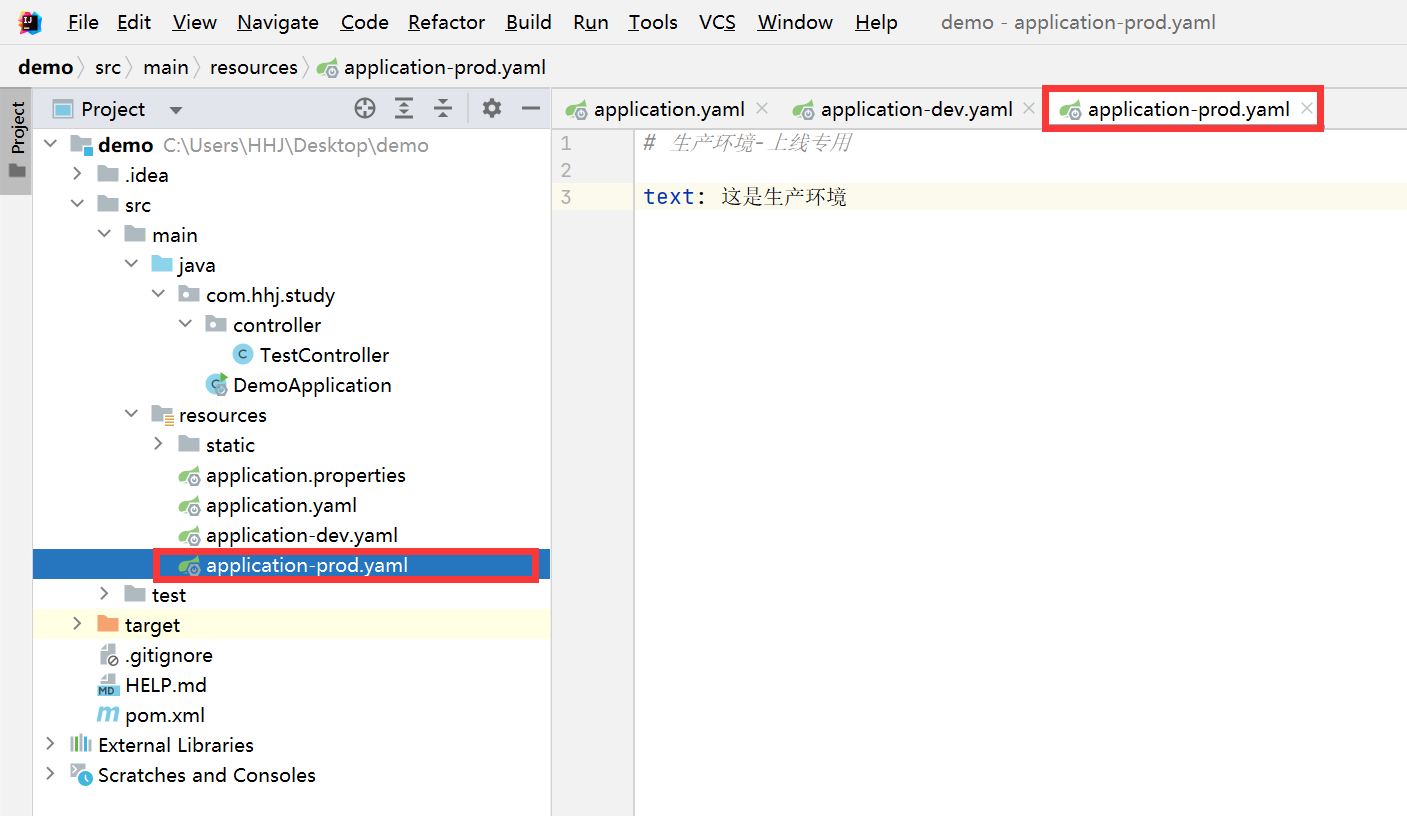 File Edit View Navigate Code Refactor Build Run Tools VCS Window Help demo - application-prod.yaml
demo src main resources application-prod.yaml
Project
Project
application.yaml application-dev.yaml application-prod.yaml
demo C:\Users\HHJ\Desktop\demo
.idea
src
main
java
com.hhj.study
controller
TestController
DemoApplication
resources
static
application.properties
application.yaml
application-dev.yaml
application-prod.yaml
test
target
.gitignore
HELP.md
pom.xml
External Libraries
Scratches and Consoles
1 # 生产环境-上线专用
2
3 text: 这是生产环境